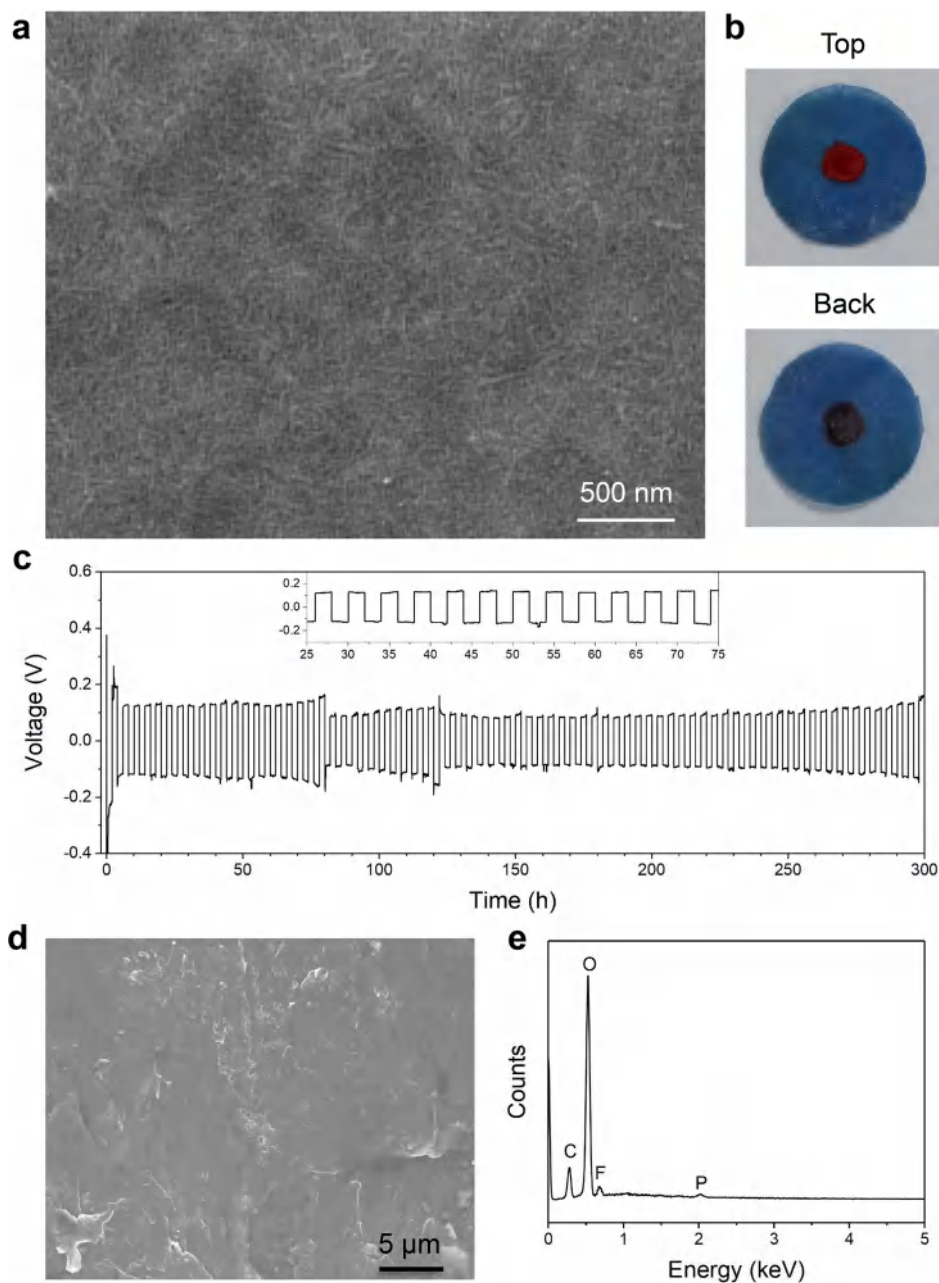 a
500 nm
b
Top
Back
c
0.6
0.4
0.2
0.0
-0.2
-0.4
Voltage (V)
0.2
0.0
-0.2
25 30 35 40 45 50 55 60 65 70 75
0 50 100 150 200 250 300
Time (h)
d
5 μm
e
Counts
C
O
F
P
0 1 2 3 4 5
Energy (keV)